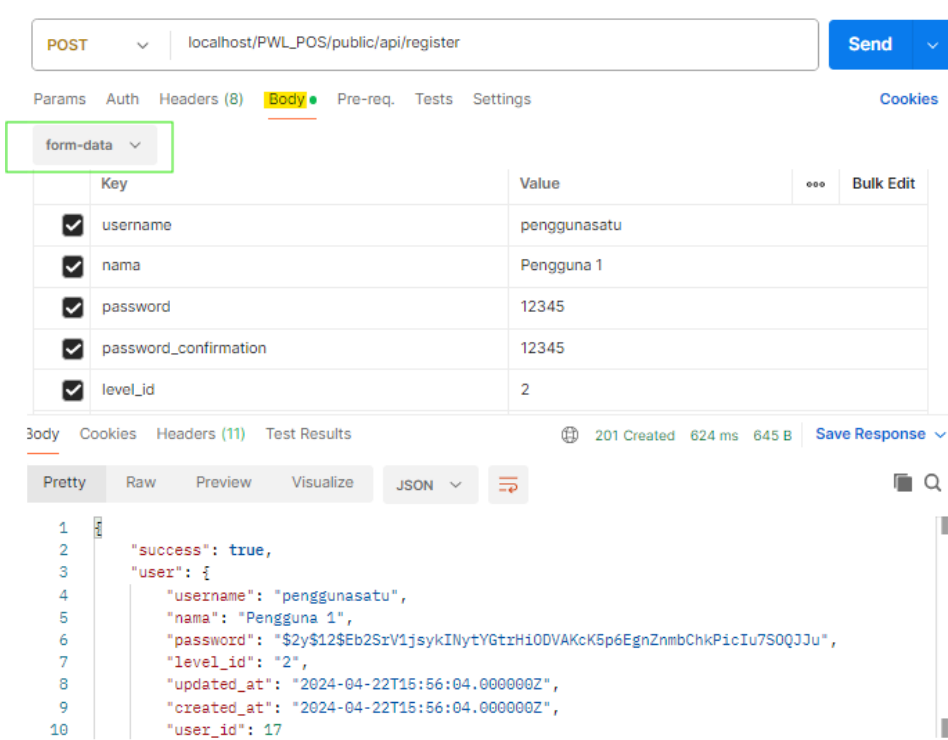 POST localhost/PWL_POS/public/api/register Send
Params Auth Headers (8) Body Pre-req. Tests Settings Cookies
form-data
Key Value ooo Bulk Edit
username penggunasatu
nama Pengguna 1
password 12345
password_confirmation 12345
level_id 2
Body Cookies Headers (11) Test Results 201 Created 624 ms 645 B Save Response
Pretty Raw Preview Visualize JSON
1 {
2 "success": true,
3 "user": {
4 "username": "penggunasatu",
5 "nama": "Pengguna 1",
6 "password": "$2y$12$Eb2SrV1jsykINytYGtrHiODVAKcK5p6EgnZnmbChkPicIu7SOQJJu",
7 "level_id": "2",
8 "updated_at": "2024-04-22T15:56:04.000000Z",
9 "created_at": "2024-04-22T15:56:04.000000Z",
10 "user_id": 17